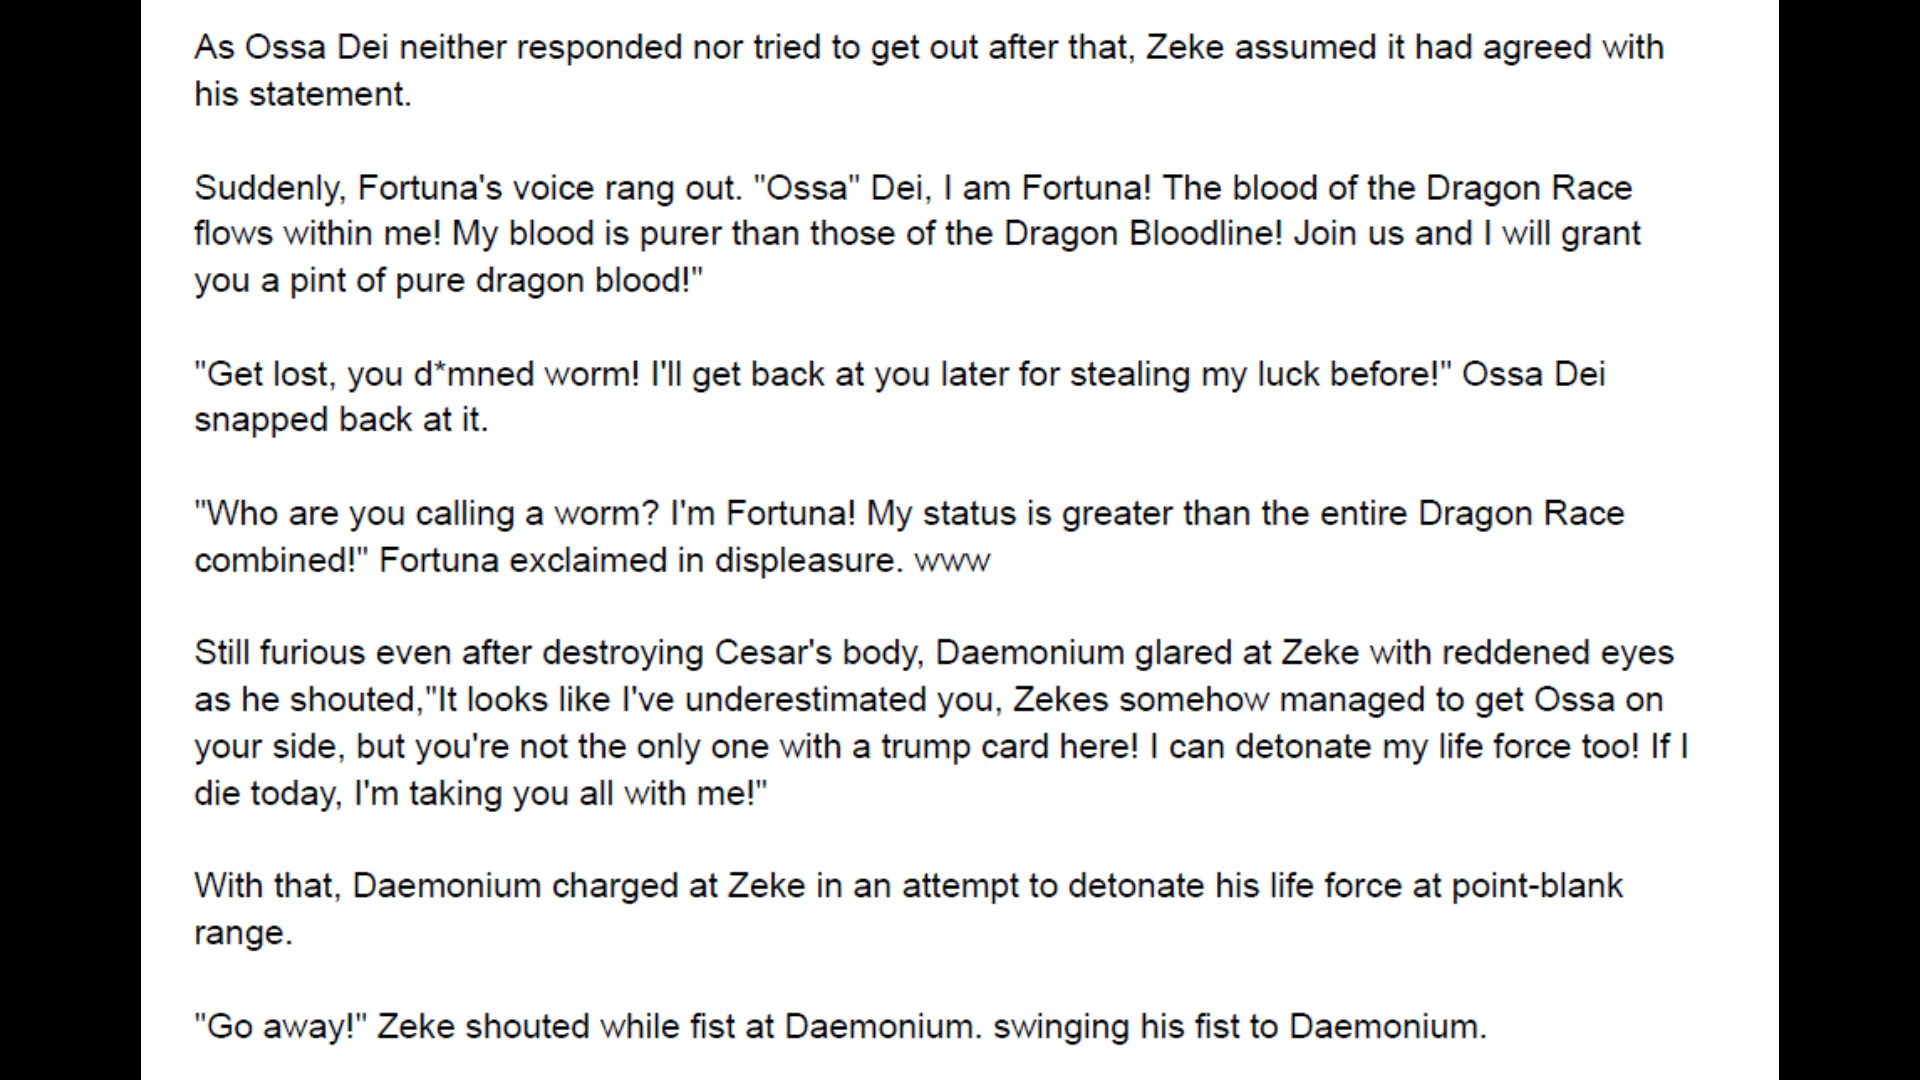 As Ossa Dei neither responded nor tried to get out after that, Zeke assumed it had agreed with
his statement.
Suddenly, Fortuna's voice rang out. "Ossa" Dei, I am Fortuna! The blood of the Dragon Race
flows within me! My blood is purer than those of the Dragon Bloodline! Join us and I will grant
you a pint of pure dragon blood!"
"Get lost, you d*mned worm! I'll get back at you later for stealing my luck before!" Ossa Dei
snapped back at it.
"Who are you calling a worm? I'm Fortuna! My status is greater than the entire Dragon Race
combined!" Fortuna exclaimed in displeasure. www
Still furious even after destroying Cesar's body, Daemonium glared at Zeke with reddened eyes
as he shouted,"It looks like I've underestimated you, Zekes somehow managed to get Ossa on
your side, but you're not the only one with a trump card here! I can detonate my life force too! If I
die today, I'm taking you all with me!"
With that, Daemonium charged at Zeke in an attempt to detonate his life force at point-blank
range.
"Go away!" Zeke shouted while fist at Daemonium. swinging his fist to Daemonium.